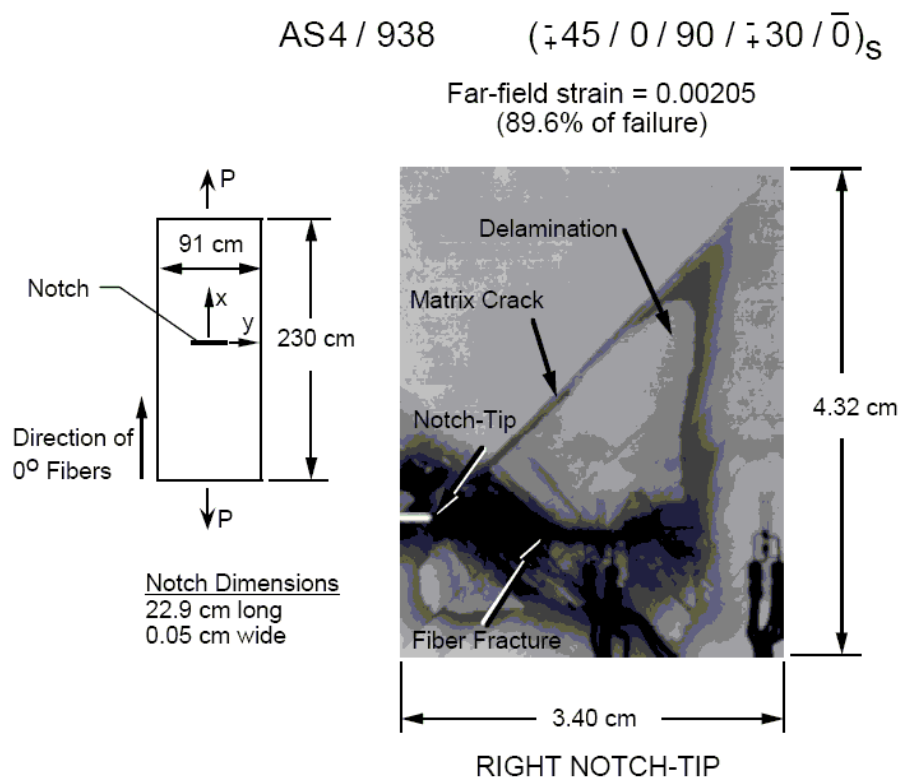 AS4 / 938 (∓45 / 0 / 90 / ∓30 / 0̅)S
Far-field strain = 0.00205
(89.6% of failure)
P
91 cm
Notch
x
y
230 cm
Direction of
0° Fibers
P
Notch Dimensions
22.9 cm long
0.05 cm wide
Delamination
Matrix Crack
Notch-Tip
Fiber Fracture
4.32 cm
3.40 cm
RIGHT NOTCH-TIP